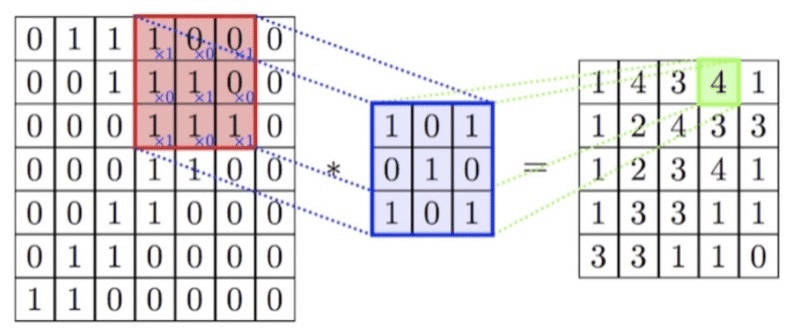 0 1 1 1×1 0×0 0×1 0
0 0 1 1×0 1×1 0×0 0
0 0 0 1×1 1×0 1×1 0
0 0 0 1 1 0 0
0 0 1 1 0 0 0
0 1 1 0 0 0 0
1 1 0 0 0 0 0
*
1 0 1
0 1 0
1 0 1
=
1 4 3 4 1
1 2 4 3 3
1 2 3 4 1
1 3 3 1 1
3 3 1 1 0